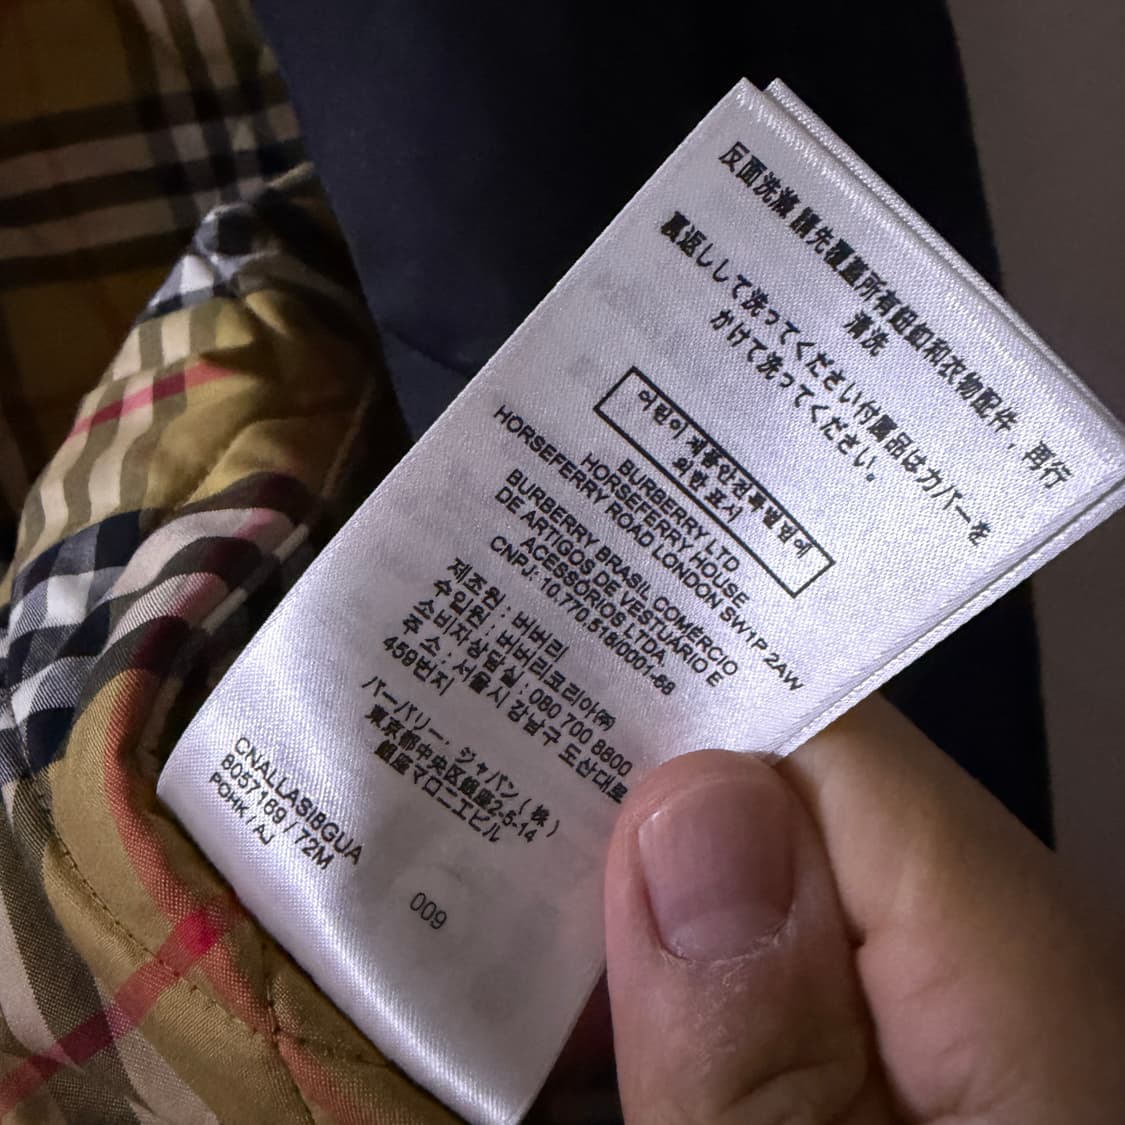 反面洗滌 請先覆蓋所有鈕釦和衣物配件，再行
清洗
裏返しして洗ってください付属品はカバーを
かけて洗ってください。
어린이제품안전특별법에
의한 표시
BURBERRY LTD
HORSEFERRY HOUSE
HORSEFERRY ROAD LONDON SW1P 2AW
BURBERRY BRASIL COMÉRCIO
DE ARTIGOS DE VESTUÁRIO E
ACESSÓRIOS LTDA
CNPJ: 10.770.518/0001-68
제조원 : 버버리
수입원 : 버버리코리아㈜
소비자상담실 : 080 700 8800
주 소 : 서울시 강남구 도산대로
459번지
バーバリー・ジャパン(株)
東京都中央区銀座2-5-14
銀座マロニエビル
CNALLASI8GUA
8057169 / 72M
PGHK / AJ
009